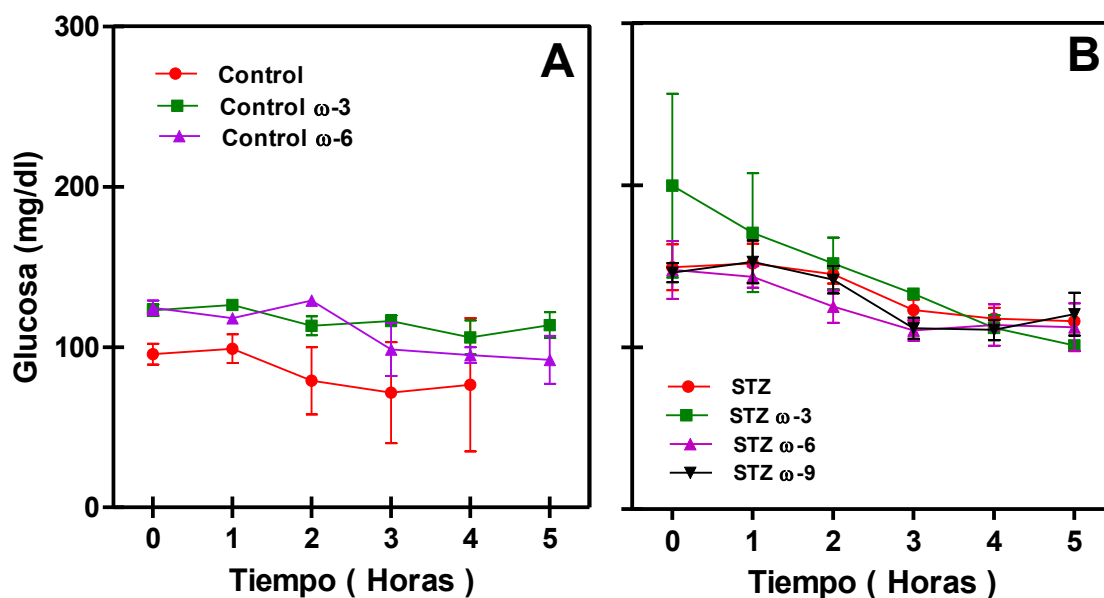 300
200
100
0
Glucosa (mg/dl)
A
Control
Control ω-3
Control ω-6
0 1 2 3 4 5
Tiempo ( Horas )
B
STZ
STZ ω-3
STZ ω-6
STZ ω-9
0 1 2 3 4 5
Tiempo ( Horas )